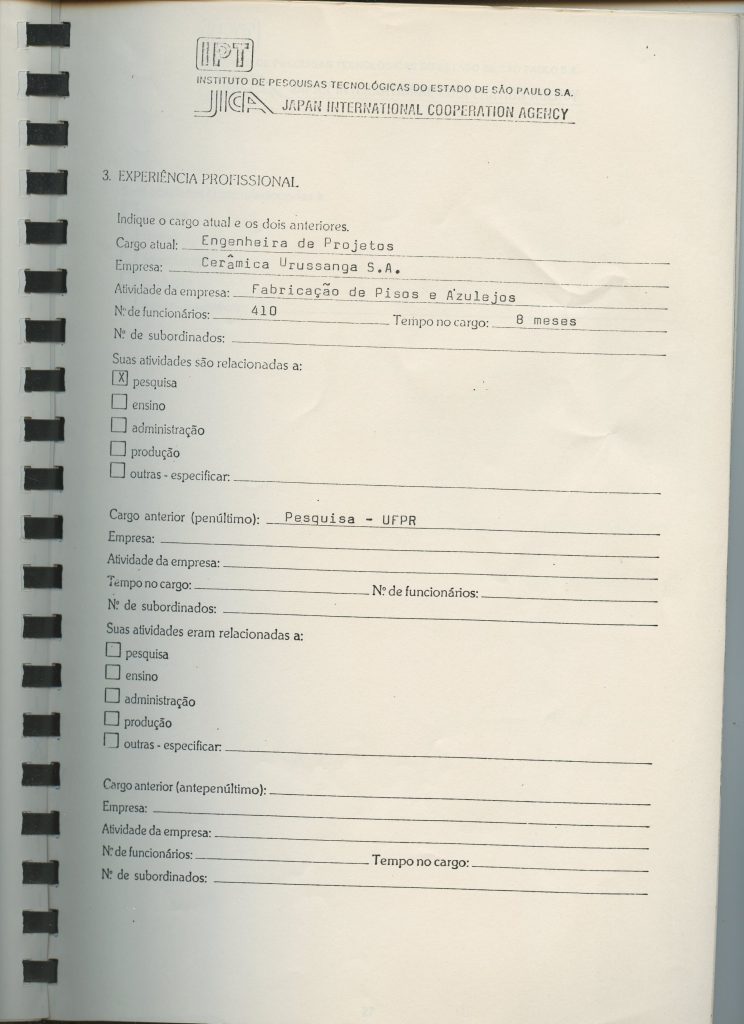 IPT
INSTITUTO DE PESQUISAS TECNOLÓGICAS DO ESTADO DE SÃO PAULO S.A.
JICA JAPAN INTERNATIONAL COOPERATION AGENCY
3. EXPERIÊNCIA PROFISSIONAL
Indique o cargo atual e os dois anteriores.
Cargo atual: Engenheira de Projetos
Empresa: Cerâmica Urussanga S.A.
Atividade da empresa: Fabricação de Pisos e Azulejos
Nº de funcionários: 410 Tempo no cargo: 8 meses
Nº de subordinados:
Suas atividades são relacionadas a:
X pesquisa
ensino
administração
produção
outras - especificar:
Cargo anterior (penúltimo): Pesquisa - UFPR
Empresa:
Atividade da empresa:
Tempo no cargo: Nº de funcionários:
Nº de subordinados:
Suas atividades eram relacionadas a:
pesquisa
ensino
administração
produção
outras - especificar:
Cargo anterior (antepenúltimo):
Empresa:
Atividade da empresa:
Nº de funcionários: Tempo no cargo:
Nº de subordinados:
27